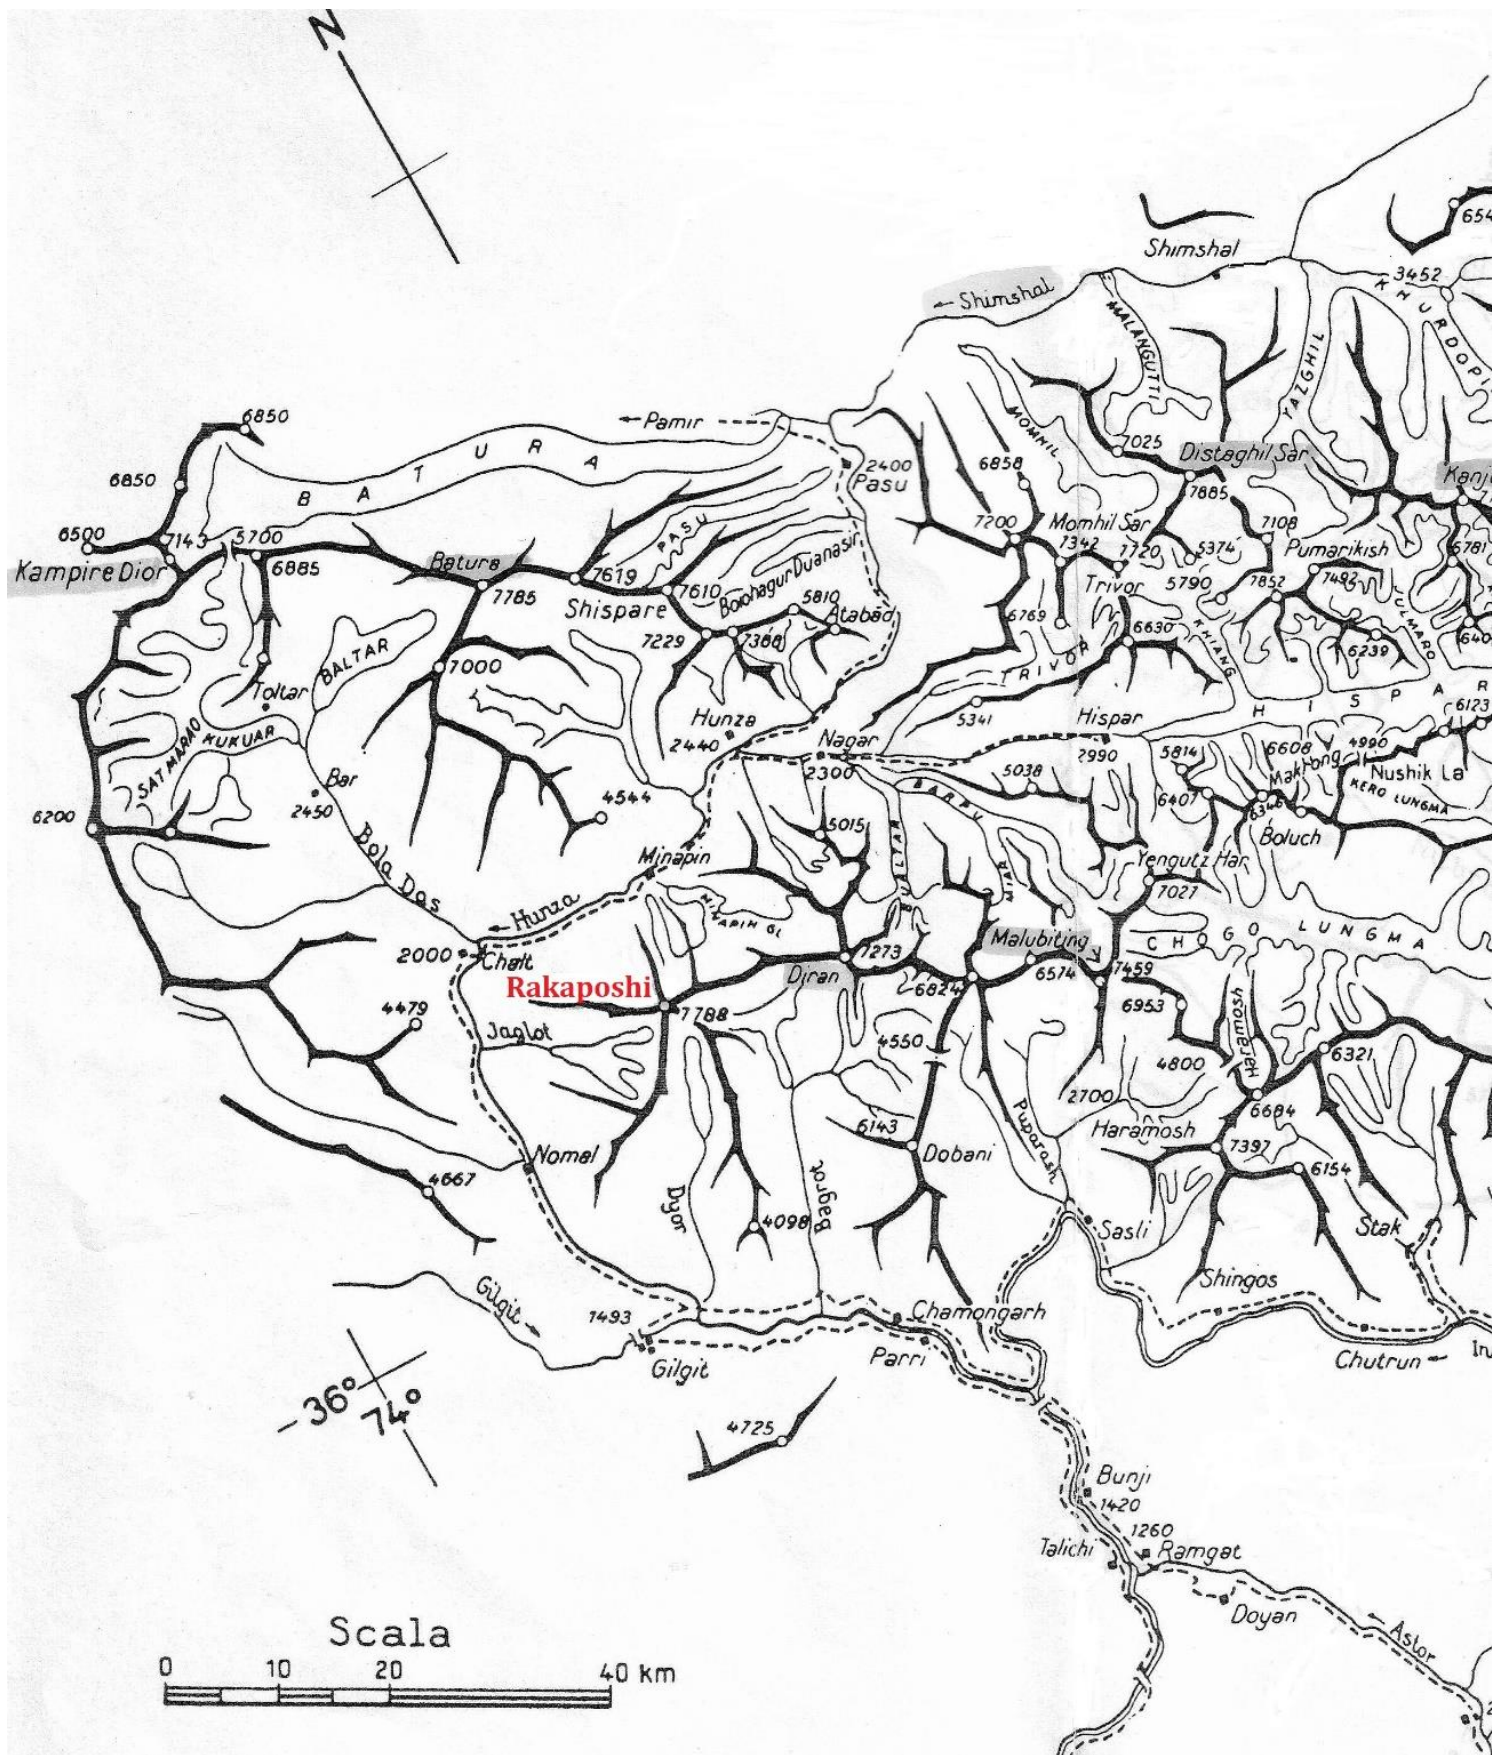 N
Shimshal
← Shimshal
3452
KHURDOPI
MALANGUTTI
YAZGHIL
6850
← Pamir
BATURA
6850
MOMHIL
7025
Distaghil Sar
6858
2400
Pasu
7885
6500
7143
5700
PASU
7200
Momhil Sar
7108
Kampire Dior
6885
Batura
7785
7619
7342
7720
5374
Pumarikish
6781
Shispare
7610
Trivor
5790
7852
7492
5810
Atabad
7229
7388
6769
6630
KHIANG
6239
BALTAR
7000
TRIVOR
Toltar
5341
Hispar
HISPAR
6123
Hunza
2440
Nagar
2300
2990
SAT MARAO
KUKUAR
5038
5814
6608
4990
Nushik La
KERO LUNGMA
Bar
2450
BARPU
6407
6346
Boluch
6200
4544
5015
Bola Das
Minapin
MIAR
Yengutz Har
7027
← Hunza
MINAPIN GL
CHOGO LUNGMA
2000
Chalt
Malubiting
Rakaposhi
7788
Diran
7273
6824
6574
7459
6953
4479
Jaglot
4550
4800
Haramosh
6321
2700
6684
6143
Puparash
Haramosh
7397
Nomal
Dobani
6154
4667
Dyor
Begrot
4098
Sasli
Stak
Shingos
Gilgit →
1493
Chamongarh
Gilgit
Parri
Chutrun ←
In
-36°
74°
4725
Bunji
1420
1260
Talichi
Ramgat
Doyan
← Astor
Scala
0 10 20 40 km